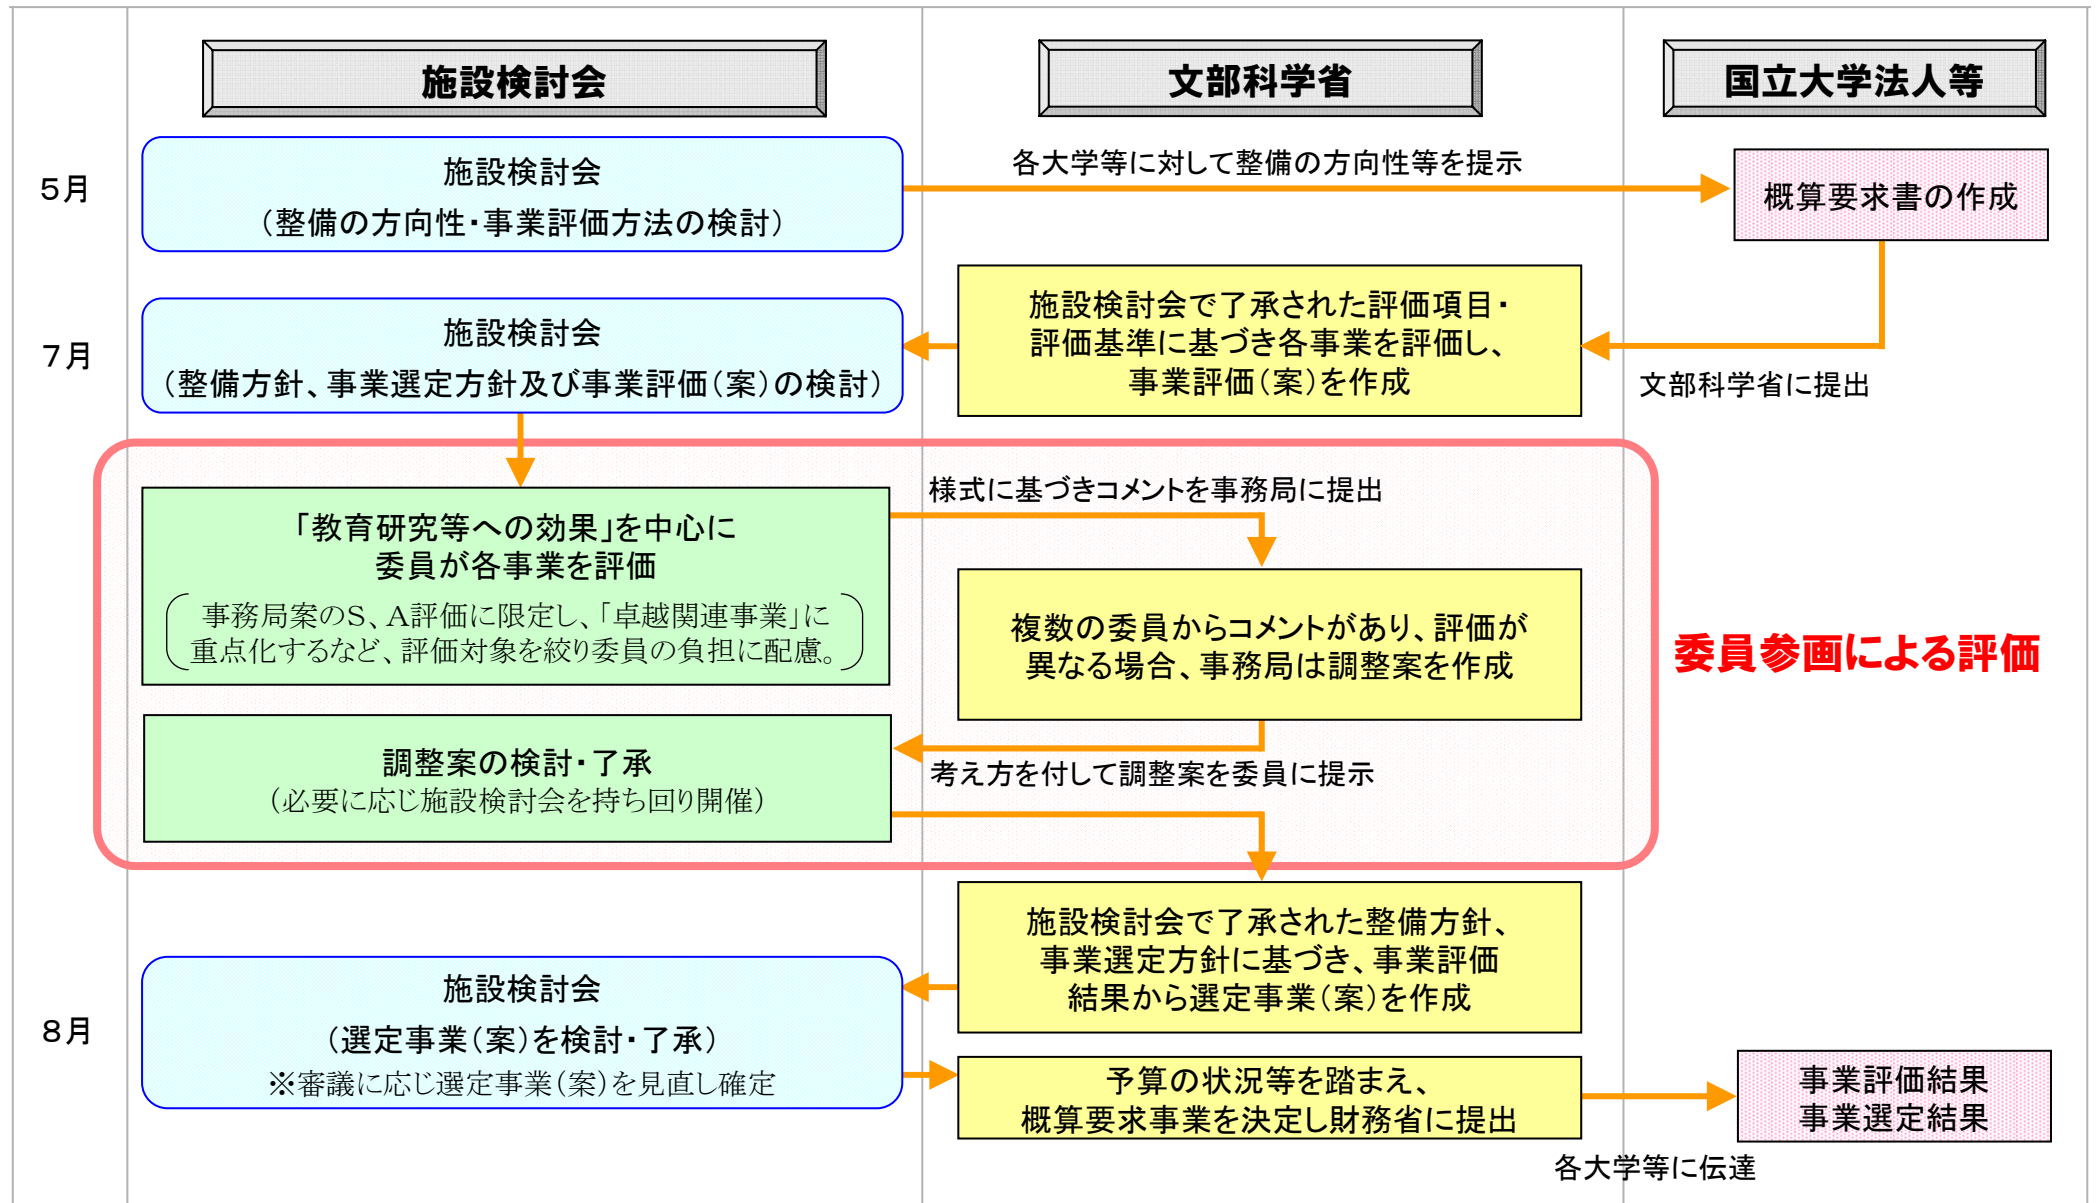 施設検討会
文部科学省
国立大学法人等
5月
施設検討会
（整備の方向性・事業評価方法の検討）
各大学等に対して整備の方向性等を提示
概算要求書の作成
7月
施設検討会
（整備方針、事業選定方針及び事業評価（案）の検討）
施設検討会で了承された評価項目・
評価基準に基づき各事業を評価し、
事業評価（案）を作成
文部科学省に提出
「教育研究等への効果」を中心に
委員が各事業を評価
事務局案のS、A評価に限定し、「卓越関連事業」に
重点化するなど、評価対象を絞り委員の負担に配慮。
様式に基づきコメントを事務局に提出
複数の委員からコメントがあり、評価が
異なる場合、事務局は調整案を作成
委員参画による評価
調整案の検討・了承
（必要に応じ施設検討会を持ち回り開催）
考え方を付して調整案を委員に提示
施設検討会で了承された整備方針、
事業選定方針に基づき、事業評価
結果から選定事業（案）を作成
8月
施設検討会
（選定事業（案）を検討・了承）
※審議に応じ選定事業（案）を見直し確定
予算の状況等を踏まえ、
概算要求事業を決定し財務省に提出
事業評価結果
事業選定結果
各大学等に伝達